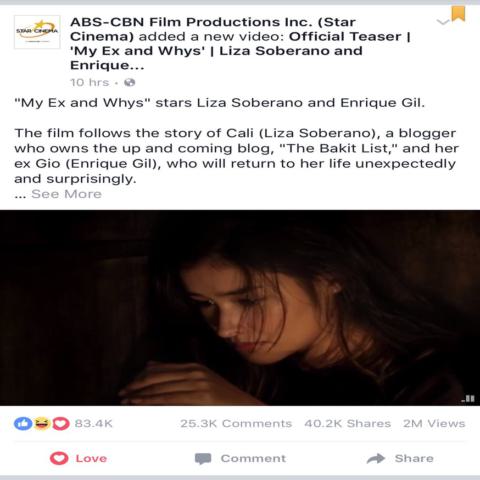 STAR CINEMA
ABS-CBN Film Productions Inc. (Star
Cinema) added a new video: Official Teaser |
'My Ex and Whys' | Liza Soberano and
Enrique...
10 hrs ·
"My Ex and Whys" stars Liza Soberano and Enrique Gil.
The film follows the story of Cali (Liza Soberano), a blogger
who owns the up and coming blog, "The Bakit List," and her
ex Gio (Enrique Gil), who will return to her life unexpectedly
and surprisingly.
... See More
83.4K 25.3K Comments 40.2K Shares 2M Views
Love Comment Share